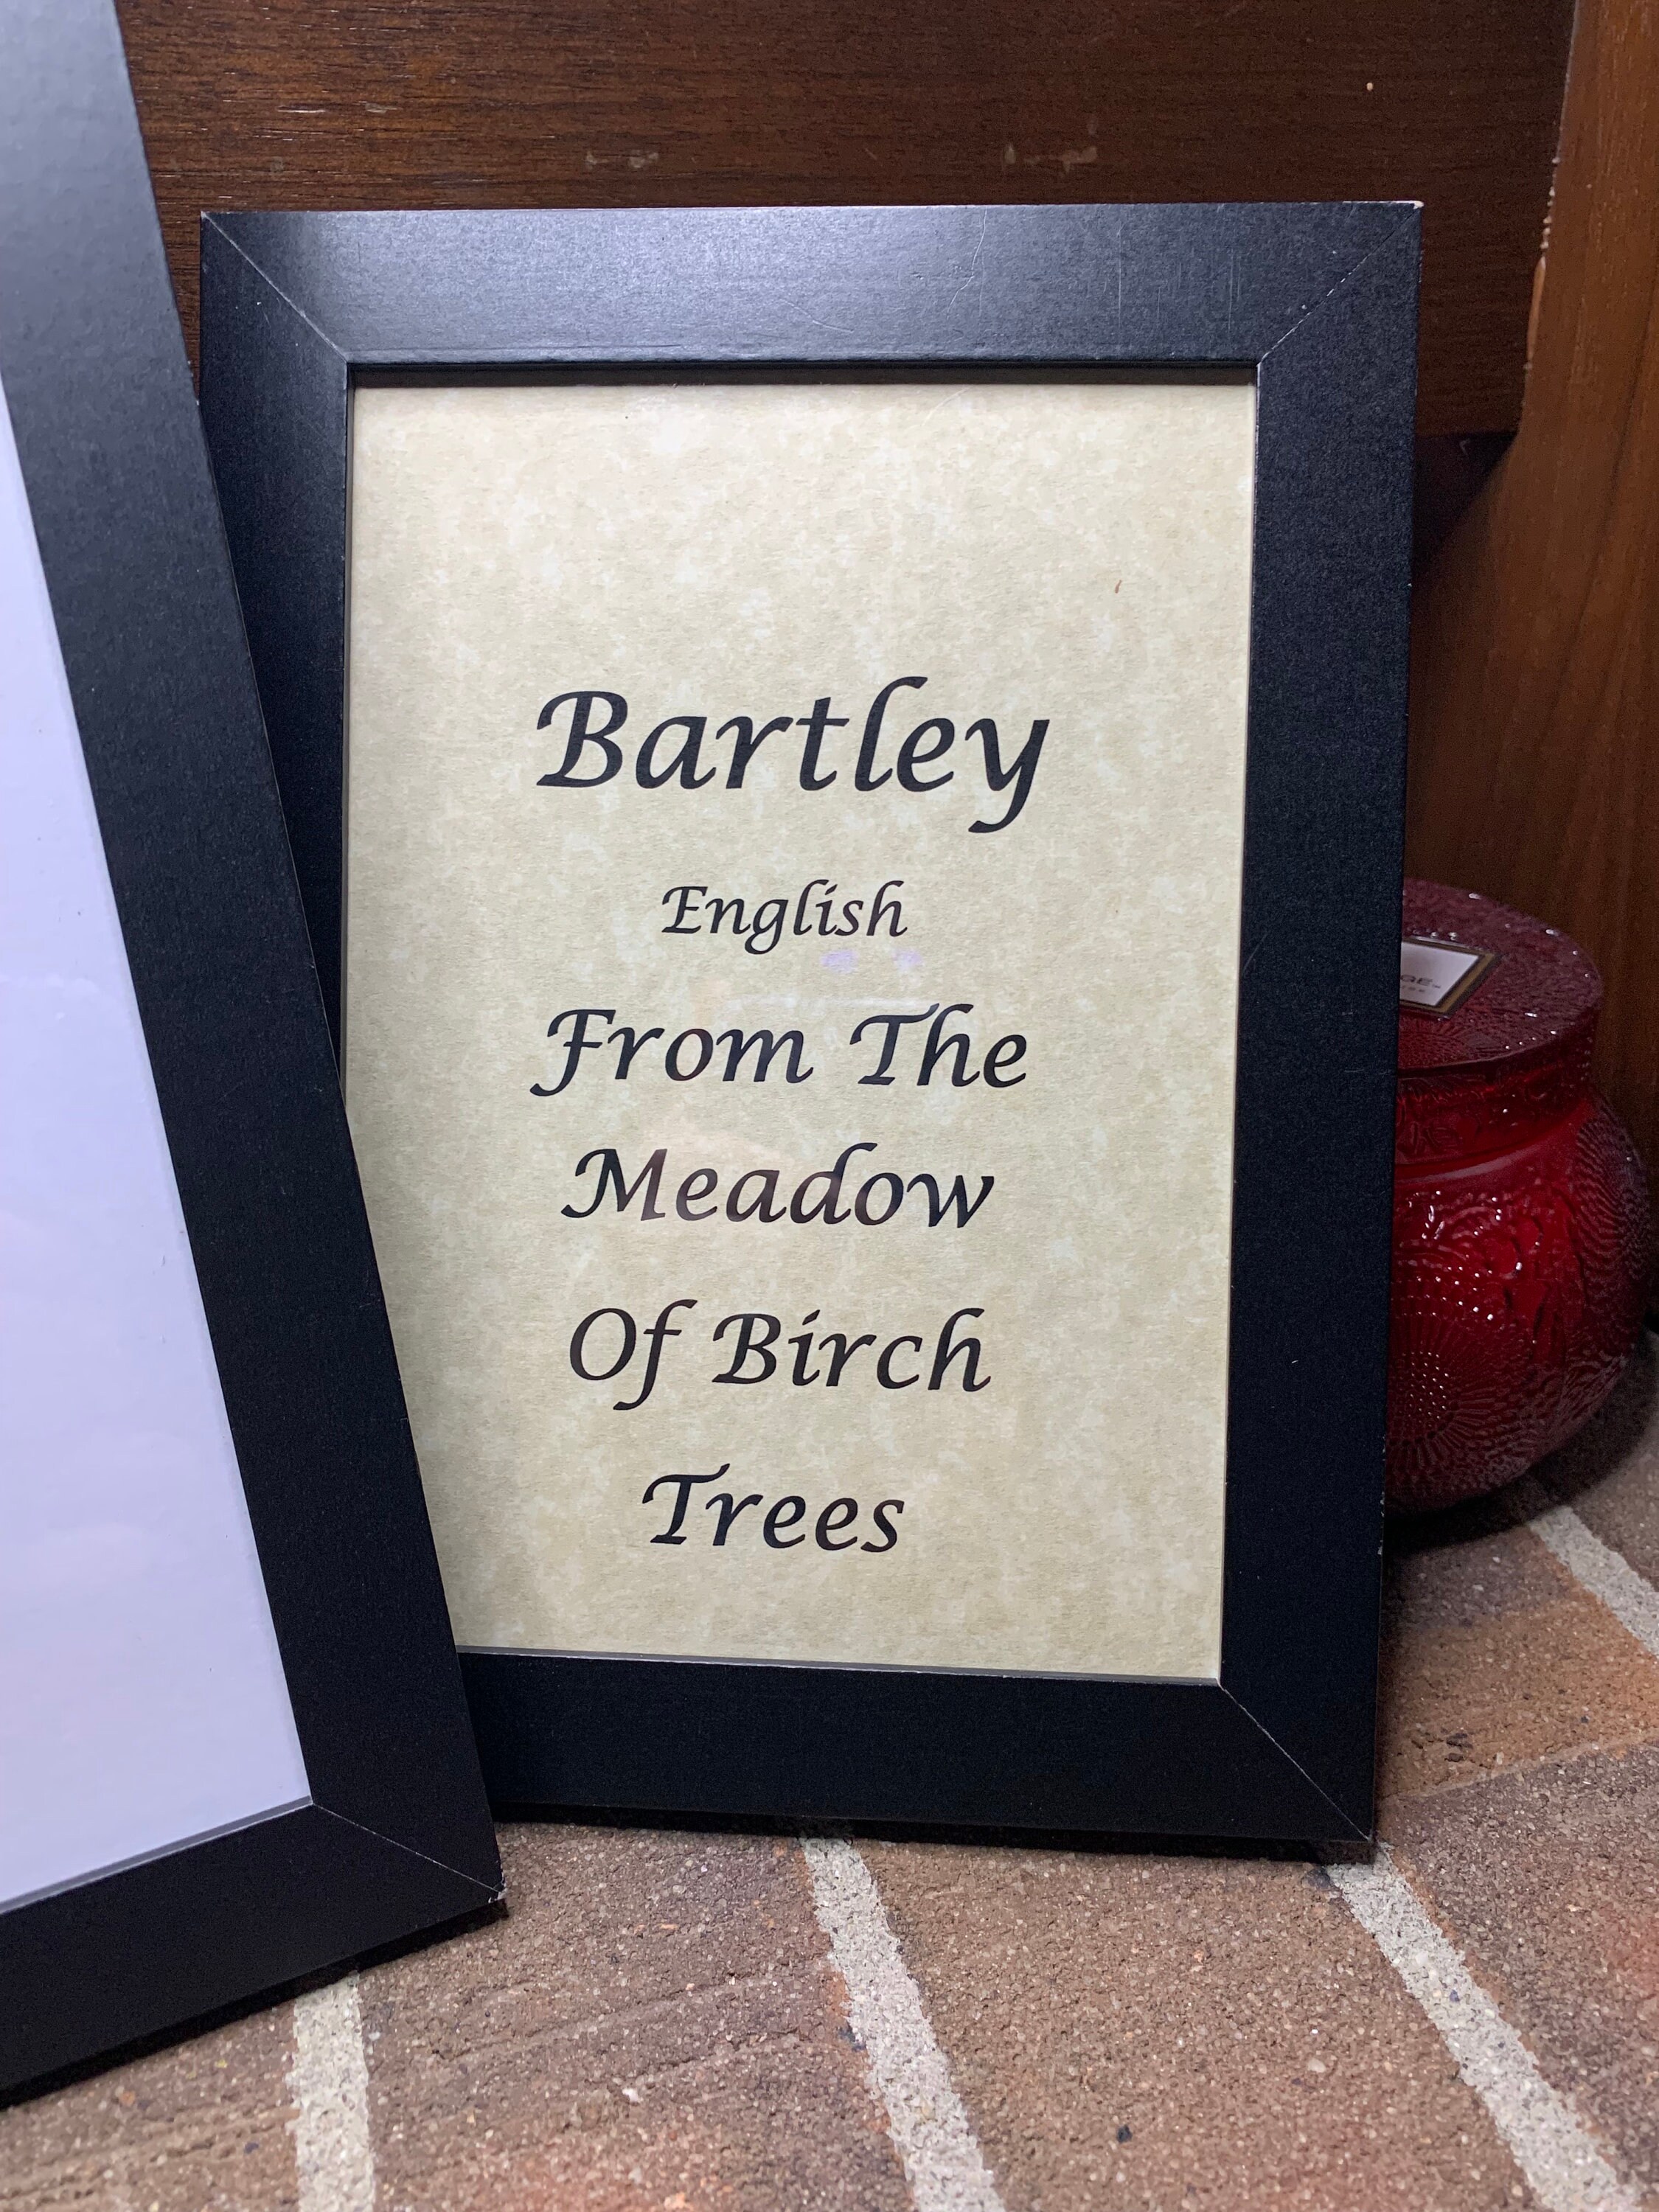 Bartley
English
From The
Meadow
Of Birch
Trees